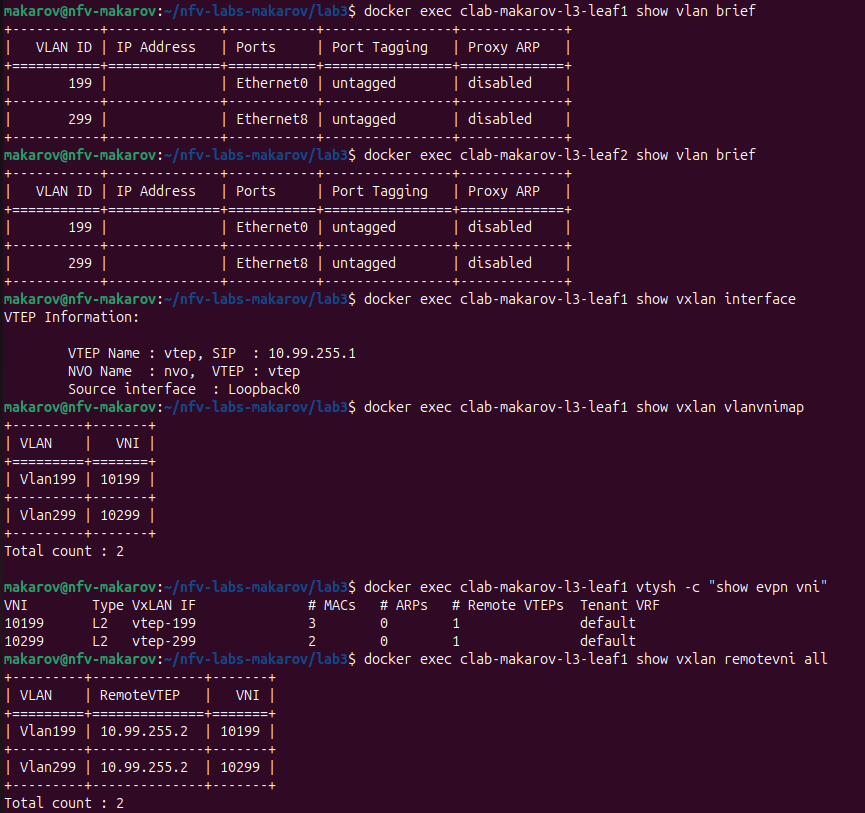 makarov@nfv-makarov:~/nfv-labs-makarov/lab3$ docker exec clab-makarov-l3-leaf1 show vlan brief
+-----------+--------------+-----------+----------------+-------------+
|   VLAN ID | IP Address   | Ports     | Port Tagging   | Proxy ARP   |
+===========+==============+===========+================+=============+
|       199 |              | Ethernet0 | untagged       | disabled    |
+-----------+--------------+-----------+----------------+-------------+
|       299 |              | Ethernet8 | untagged       | disabled    |
+-----------+--------------+-----------+----------------+-------------+
makarov@nfv-makarov:~/nfv-labs-makarov/lab3$ docker exec clab-makarov-l3-leaf2 show vlan brief
+-----------+--------------+-----------+----------------+-------------+
|   VLAN ID | IP Address   | Ports     | Port Tagging   | Proxy ARP   |
+===========+==============+===========+================+=============+
|       199 |              | Ethernet0 | untagged       | disabled    |
+-----------+--------------+-----------+----------------+-------------+
|       299 |              | Ethernet8 | untagged       | disabled    |
+-----------+--------------+-----------+----------------+-------------+
makarov@nfv-makarov:~/nfv-labs-makarov/lab3$ docker exec clab-makarov-l3-leaf1 show vxlan interface
VTEP Information:

        VTEP Name : vtep, SIP  : 10.99.255.1
        NVO Name  : nvo,  VTEP : vtep
        Source interface  : Loopback0
makarov@nfv-makarov:~/nfv-labs-makarov/lab3$ docker exec clab-makarov-l3-leaf1 show vxlan vlanvnimap
+---------+-------+
| VLAN    |   VNI |
+=========+=======+
| Vlan199 | 10199 |
+---------+-------+
| Vlan299 | 10299 |
+---------+-------+
Total count : 2

makarov@nfv-makarov:~/nfv-labs-makarov/lab3$ docker exec clab-makarov-l3-leaf1 vtysh -c "show evpn vni"
VNI        Type VxLAN IF              # MACs   # ARPs   # Remote VTEPs  Tenant VRF
10199      L2   vtep-199              3        0        1               default
10299      L2   vtep-299              2        0        1               default
makarov@nfv-makarov:~/nfv-labs-makarov/lab3$ docker exec clab-makarov-l3-leaf1 show vxlan remotevni all
+---------+--------------+-------+
| VLAN    | RemoteVTEP   |   VNI |
+=========+==============+=======+
| Vlan199 | 10.99.255.2  | 10199 |
+---------+--------------+-------+
| Vlan299 | 10.99.255.2  | 10299 |
+---------+--------------+-------+
Total count : 2